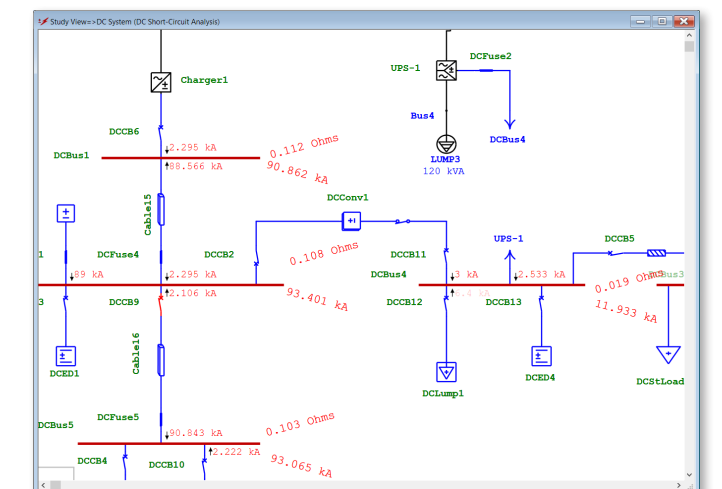 Study View=>DC System (DC Short-Circuit Analysis)
DCFuse2
UPS-1
Charger1
Bus4
DCCB6
DCBus4
2.295 kA
0.112 Ohms
DCBus1
LUMP3
88.566 kA
90.862 kA
120 kVA
DCConv1
Cable15
UPS-1
DCCB5
0.108 Ohms
1
DCFuse4
DCCB2
DCCB11
89 kA
2.295 kA
DCBus4
3 kA
2.533 kA
0.019 Ohms
Bus3
2.106 kA
93.401 kA
3
DCCB9
DCCB12
DCCB13
11.933 kA
Cable16
DCED1
DCED4
DCStLoad
DCLump1
DCFuse5
0.103 Ohms
DCBus5
90.843 kA
2.222 kA
93.065 kA
DCCB4
DCCB10